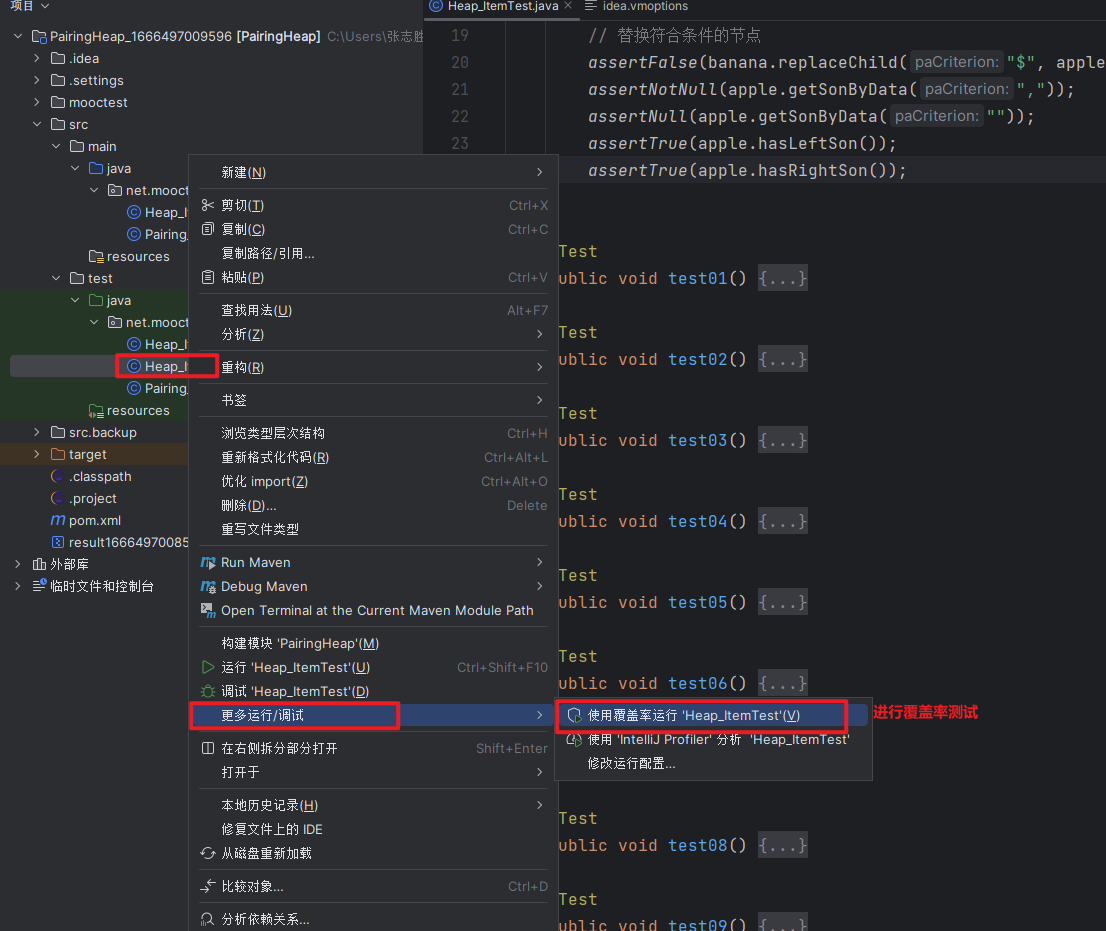 项目
PairingHeap_1666497009596 [PairingHeap] C:\Users\张志胜
.idea
.settings
mooctest
src
main
java
net.mooct
Heap_I
Pairing_
resources
test
java
net.mooct
Heap_I
Heap_I
Pairing_
resources
src.backup
target
.classpath
.project
pom.xml
result16664970085
外部库
临时文件和控制台
新建(N)
剪切(T) Ctrl+X
复制(C) Ctrl+C
复制路径/引用...
粘贴(P) Ctrl+V
查找用法(U) Alt+F7
分析(Z)
重构(R)
书签
浏览类型层次结构 Ctrl+H
重新格式化代码(R) Ctrl+Alt+L
优化 import(Z) Ctrl+Alt+O
删除(D)... Delete
重写文件类型
Run Maven
Debug Maven
Open Terminal at the Current Maven Module Path
构建模块 'PairingHeap'(M)
运行 'Heap_ItemTest'(U) Ctrl+Shift+F10
调试 'Heap_ItemTest'(D)
更多运行/调试
在右侧拆分部分打开 Shift+Enter
打开于
本地历史记录(H)
修复文件上的 IDE
从磁盘重新加载
比较对象... Ctrl+D
分析依赖关系...
使用覆盖率运行 'Heap_ItemTest'(V)
使用 'IntelliJ Profiler' 分析 'Heap_ItemTest'
修改运行配置...
进行覆盖率测试
Heap_ItemTest.java
idea.vmoptions
19 // 替换符合条件的节点
20 assertFalse(banana.replaceChild( paCriterion: "$", apple
21 assertNotNull(apple.getSonByData( paCriterion: ","));
22 assertNull(apple.getSonByData( paCriterion: ""));
23 assertTrue(apple.hasLeftSon());
assertTrue(apple.hasRightSon());
Test
ublic void test01() {...}
Test
ublic void test02() {...}
Test
ublic void test03() {...}
Test
ublic void test04() {...}
Test
ublic void test05() {...}
Test
ublic void test06() {...}
Test
ublic void test08() {...}
Test
ublic void test09() {...}